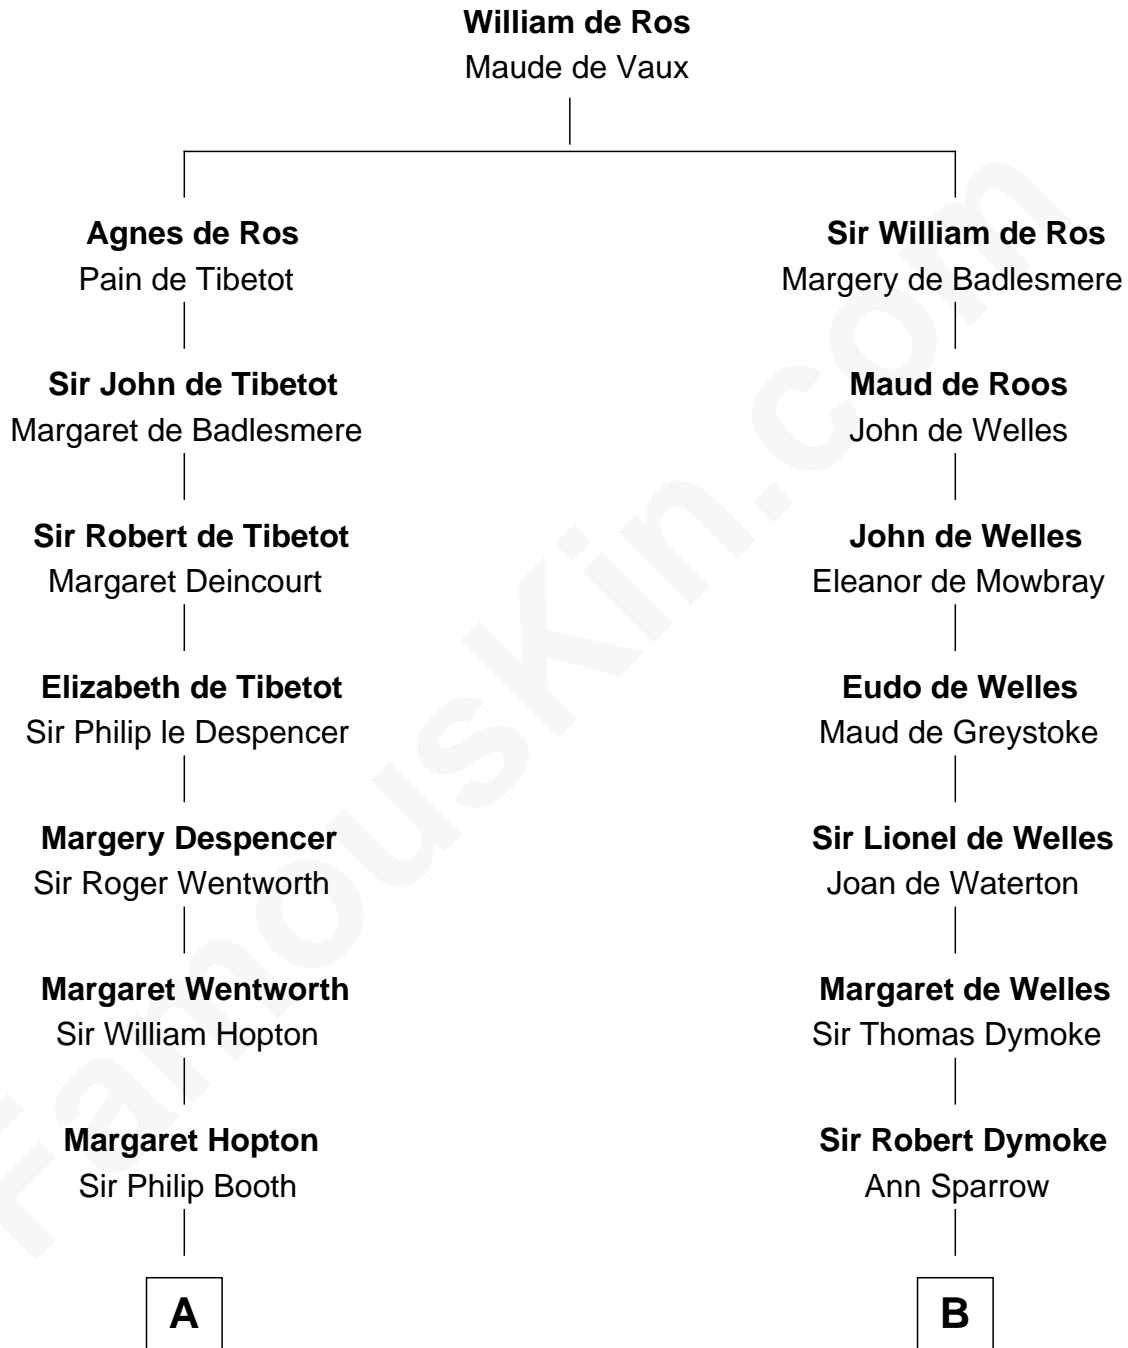 William de Ros
Maude de Vaux
Agnes de Ros
Pain de Tibetot
Sir John de Tibetot
Margaret de Badlesmere
Sir Robert de Tibetot
Margaret Deincourt
Elizabeth de Tibetot
Sir Philip le Despencer
Margery Despencer
Sir Roger Wentworth
Margaret Wentworth
Sir William Hopton
Margaret Hopton
Sir Philip Booth
A
Sir William de Ros
Margery de Badlesmere
Maud de Roos
John de Welles
John de Welles
Eleanor de Mowbray
Eudo de Welles
Maud de Greystoke
Sir Lionel de Welles
Joan de Waterton
Margaret de Welles
Sir Thomas Dymoke
Sir Robert Dymoke
Ann Sparrow
B
FamousKin.com